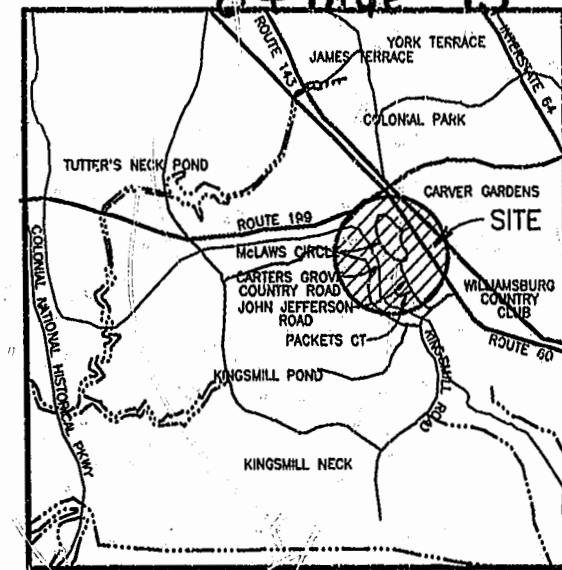 YORK TERRACE
INTERSTATE 64
ROUTE 143
JAMES TERRACE
COLONIAL PARK
TUTTER'S NECK POND
CARVER GARDENS
ROUTE 199
SITE
COLONIAL NATIONAL HISTORICAL PKWY
McLAWS CIRCLE
CARTERS GROVE
COUNTRY ROAD
JOHN JEFFERSON
ROAD
WILLIAMSBURG
COUNTRY
CLUB
PACKETS CT
ROUTE 60
KINGSMILL ROAD
KINGSMILL POND
KINGSMILL NECK